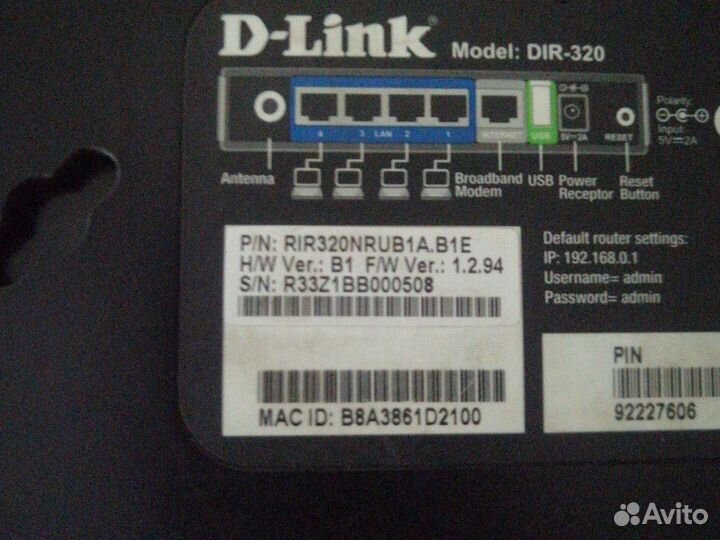 D-Link Model: DIR-320
4 3 LAN 2 1 INTERNET USB 5V⎓2A RESET
Polarity:
Input:
5V⎓2A
Antenna
Broadband
Modem
USB
Power
Receptor
Reset
Button
P/N: RIR320NRUB1A.B1E
H/W Ver.: B1 F/W Ver.: 1.2.94
S/N: R33Z1BB000508
MAC ID: B8A3861D2100
Default router settings:
IP: 192.168.0.1
Username= admin
Password= admin
PIN
92227606
Avito